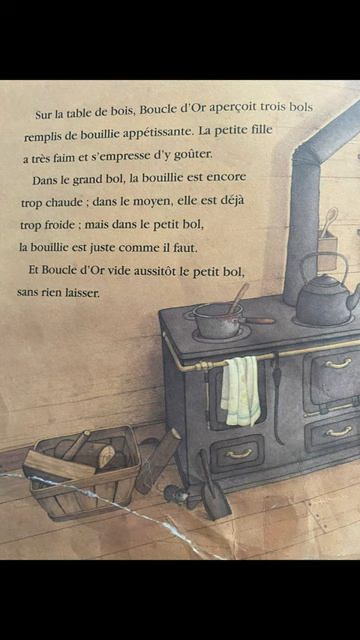 Sur la table de bois, Boucle d'Or aperçoit trois bols
remplis de bouillie appétissante. La petite fille
a très faim et s'empresse d'y goûter.
Dans le grand bol, la bouillie est encore
trop chaude ; dans le moyen, elle est déjà
trop froide ; mais dans le petit bol,
la bouillie est juste comme il faut.
Et Boucle d'Or vide aussitôt le petit bol,
sans rien laisser.